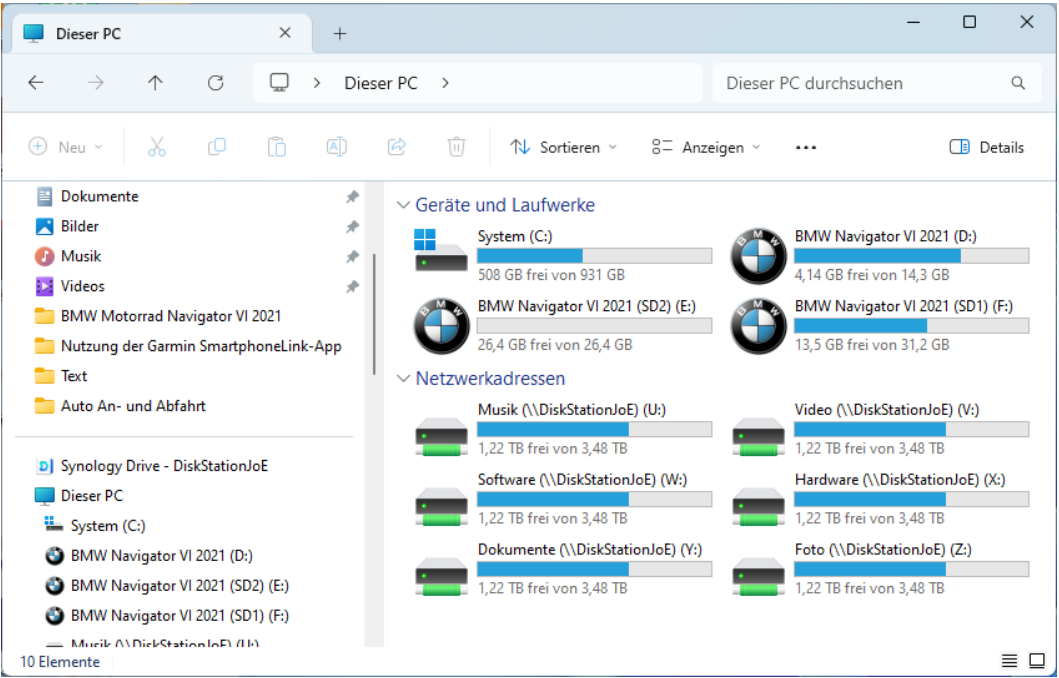 Dieser PC
Dieser PC
Dieser PC durchsuchen
Neu
Sortieren
Anzeigen
Details
Dokumente
Bilder
Musik
Videos
BMW Motorrad Navigator VI 2021
Nutzung der Garmin SmartphoneLink-App
Text
Auto An- und Abfahrt
Synology Drive - DiskStationJoE
Dieser PC
System (C:)
BMW Navigator VI 2021 (D:)
BMW Navigator VI 2021 (SD2) (E:)
BMW Navigator VI 2021 (SD1) (F:)
Musik (\\DiskStationJoE) (U:)
Geräte und Laufwerke
System (C:)
508 GB frei von 931 GB
BMW
BMW Navigator VI 2021 (D:)
4,14 GB frei von 14,3 GB
BMW
BMW Navigator VI 2021 (SD2) (E:)
26,4 GB frei von 26,4 GB
BMW
BMW Navigator VI 2021 (SD1) (F:)
13,5 GB frei von 31,2 GB
Netzwerkadressen
Musik (\\DiskStationJoE) (U:)
1,22 TB frei von 3,48 TB
Video (\\DiskStationJoE) (V:)
1,22 TB frei von 3,48 TB
Software (\\DiskStationJoE) (W:)
1,22 TB frei von 3,48 TB
Hardware (\\DiskStationJoE) (X:)
1,22 TB frei von 3,48 TB
Dokumente (\\DiskStationJoE) (Y:)
1,22 TB frei von 3,48 TB
Foto (\\DiskStationJoE) (Z:)
1,22 TB frei von 3,48 TB
10 Elemente